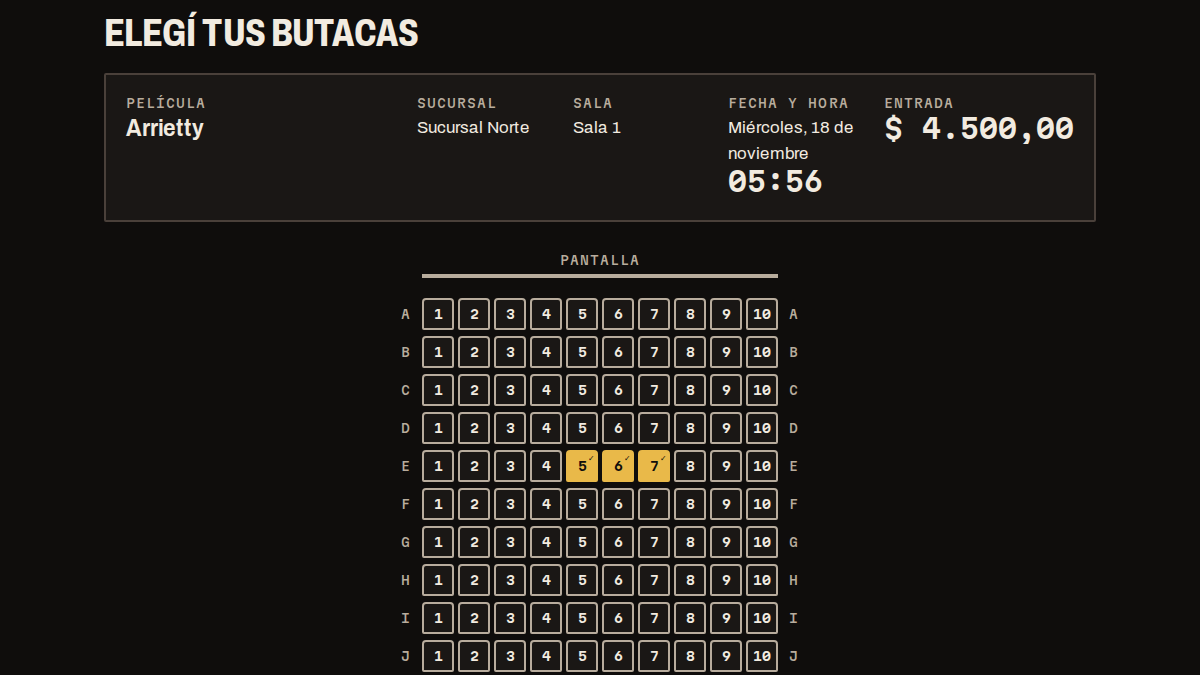 ELEGÍ TUS BUTACAS
PELÍCULA
Arrietty
SUCURSAL
Sucursal Norte
SALA
Sala 1
FECHA Y HORA
Miércoles, 18 de
noviembre
05:56
ENTRADA
$ 4.500,00
PANTALLA
A 1 2 3 4 5 6 7 8 9 10 A
B 1 2 3 4 5 6 7 8 9 10 B
C 1 2 3 4 5 6 7 8 9 10 C
D 1 2 3 4 5 6 7 8 9 10 D
E 1 2 3 4 5✓ 6✓ 7✓ 8 9 10 E
F 1 2 3 4 5 6 7 8 9 10 F
G 1 2 3 4 5 6 7 8 9 10 G
H 1 2 3 4 5 6 7 8 9 10 H
I 1 2 3 4 5 6 7 8 9 10 I
J 1 2 3 4 5 6 7 8 9 10 J